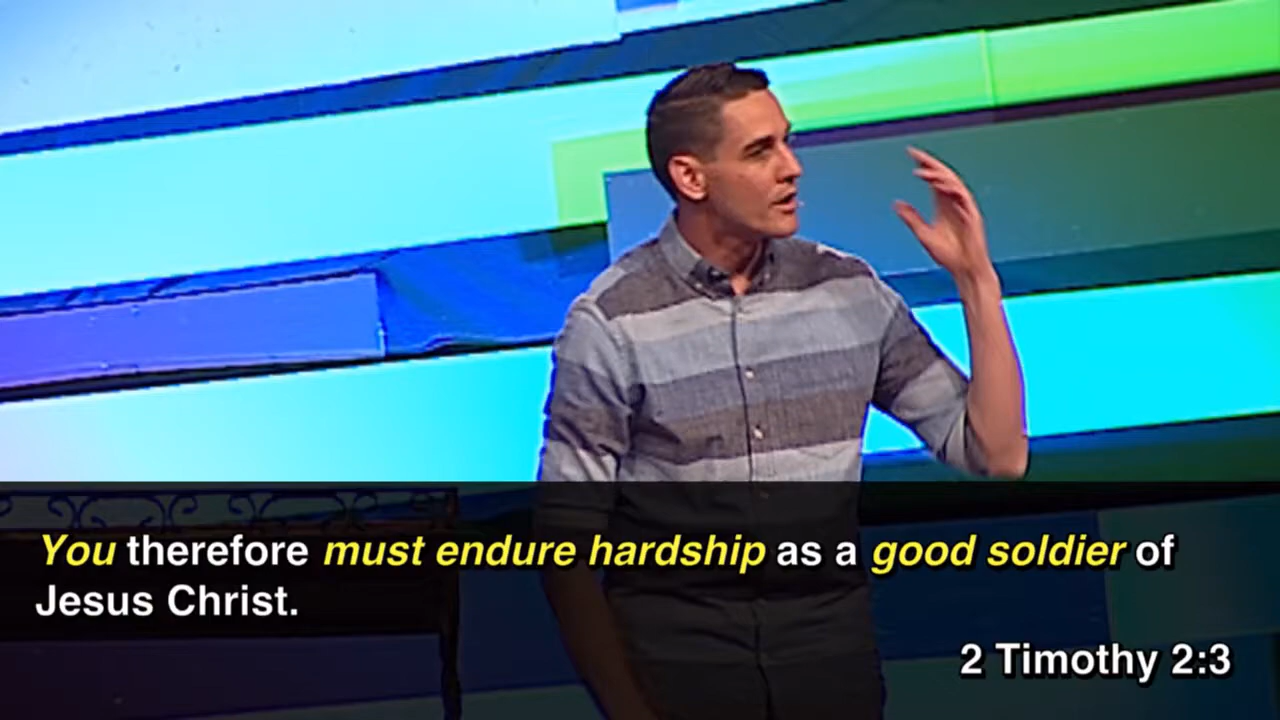 You therefore must endure hardship as a good soldier of
Jesus Christ.
2 Timothy 2:3